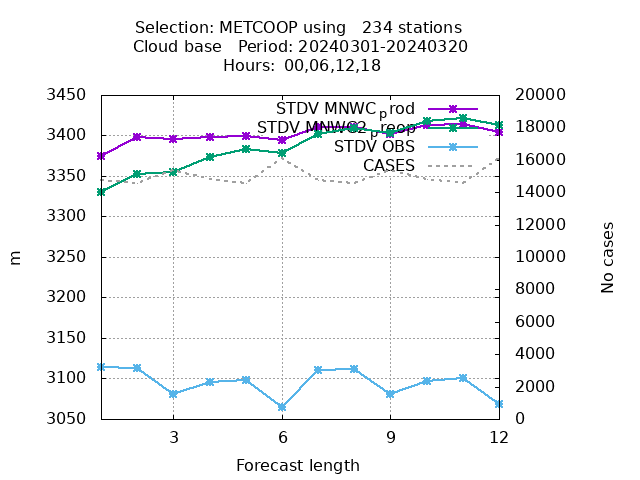 Selection: METCOOP using   234 stations
Cloud base   Period: 20240301-20240320
Hours: 00,06,12,18
3450 20000
STDV MNWC_prod
STDV MNWC2_preop
3400 18000
STDV OBS
CASES
3350 16000
3300 14000
3250 12000
3200 10000
3150 8000
3100 6000
3050 4000
2000
0
m
No cases
3 6 9 12
Forecast length